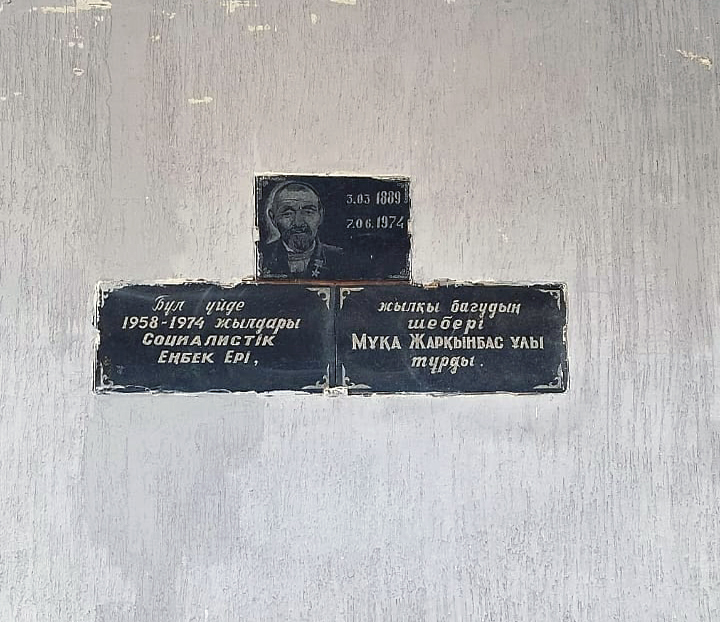 3.03 1889
7.06.1974
Бұл үйде
1958-1974 жылдары
Социалистік
Еңбек Ері,
жылқы бағудың
шебері
Мұқа Жарқынбас ұлы
тұрды.